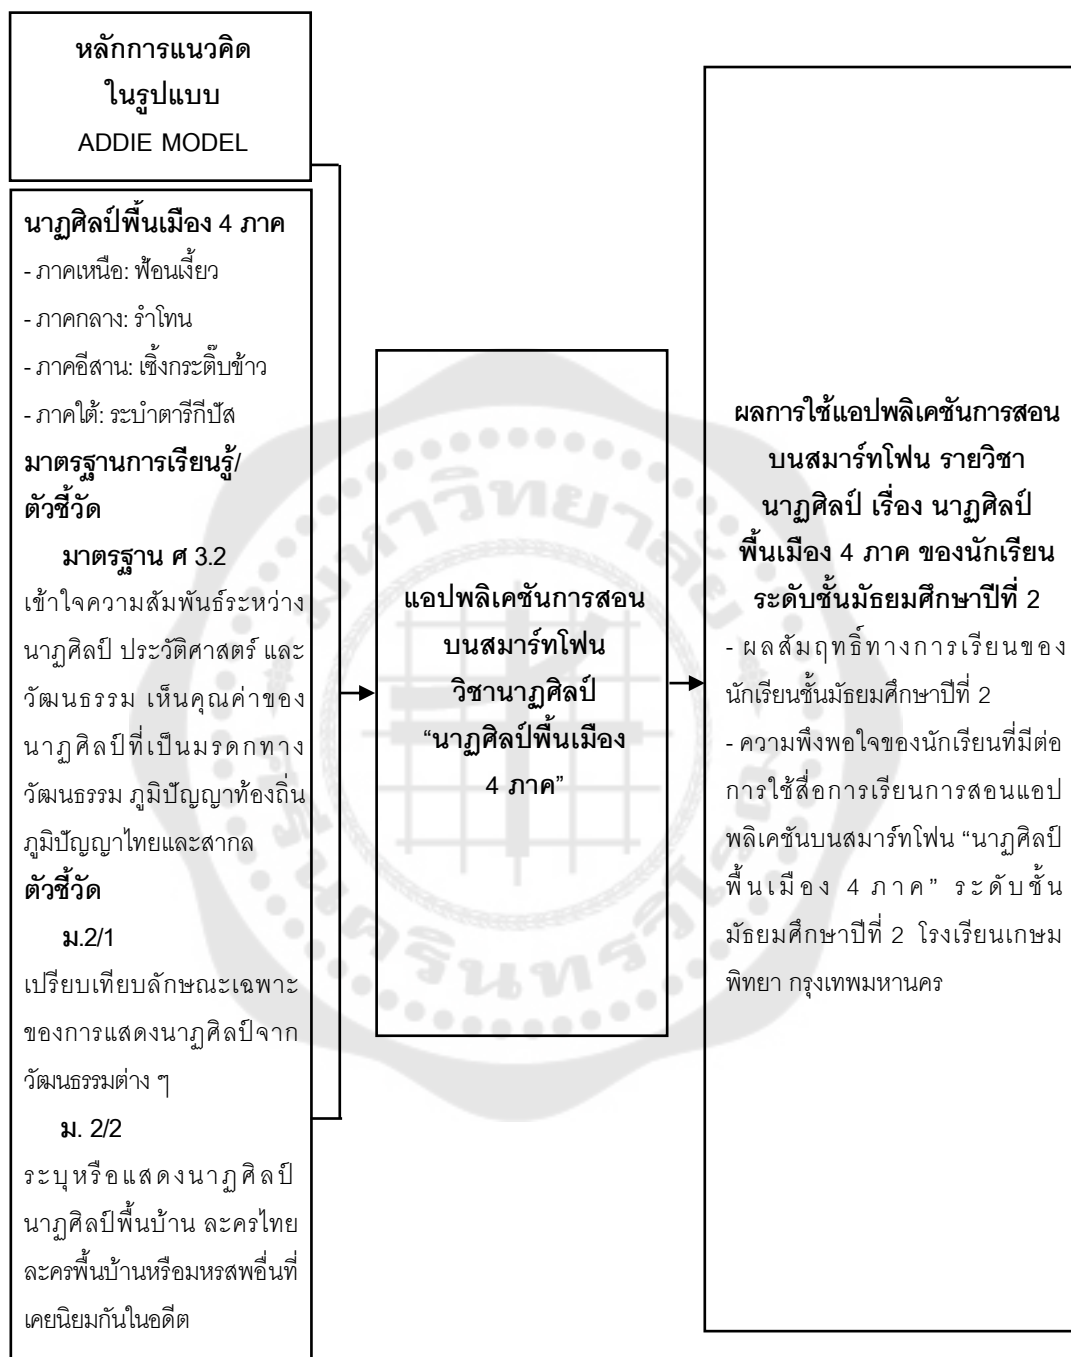 หลักการแนวคิด
ในรูปแบบ
ADDIE MODEL
นาฏศิลป์พื้นเมือง 4 ภาค
- ภาคเหนือ: ฟ้อนเงี้ยว
- ภาคกลาง: รำโทน
- ภาคอีสาน: เซิ้งกระติ๊บข้าว
- ภาคใต้: ระบำตารีกีปัส
มาตรฐานการเรียนรู้/
ตัวชี้วัด
มาตรฐาน ศ 3.2
เข้าใจความสัมพันธ์ระหว่าง
นาฏศิลป์ ประวัติศาสตร์ และ
วัฒนธรรม เห็นคุณค่าของ
นาฏศิลป์ที่เป็นมรดกทาง
วัฒนธรรม ภูมิปัญญาท้องถิ่น
ภูมิปัญญาไทยและสากล
ตัวชี้วัด
ม.2/1
เปรียบเทียบลักษณะเฉพาะ
ของการแสดงนาฏศิลป์จาก
วัฒนธรรมต่าง ๆ
ม. 2/2
ระบุหรือแสดงนาฏศิลป์
นาฏศิลป์พื้นบ้าน ละครไทย
ละครพื้นบ้านหรือมหรสพอื่นที่
เคยนิยมกันในอดีต
แอปพลิเคชันการสอน
บนสมาร์ทโฟน
วิชานาฏศิลป์
“นาฏศิลป์พื้นเมือง
4 ภาค”
ผลการใช้แอปพลิเคชันการสอน
บนสมาร์ทโฟน รายวิชา
นาฏศิลป์ เรื่อง นาฏศิลป์
พื้นเมือง 4 ภาค ของนักเรียน
ระดับชั้นมัธยมศึกษาปีที่ 2
- ผลสัมฤทธิ์ทางการเรียนของ
นักเรียนชั้นมัธยมศึกษาปีที่ 2
- ความพึงพอใจของนักเรียนที่มีต่อ
การใช้สื่อการเรียนการสอนแอป
พลิเคชันบนสมาร์ทโฟน “นาฏศิลป์
พื้นเมือง 4 ภาค” ระดับชั้น
มัธยมศึกษาปีที่ 2 โรงเรียนเกษม
พิทยา กรุงเทพมหานคร
มหาวิทยาลัย
ศรีนครินทรวิโรฒ